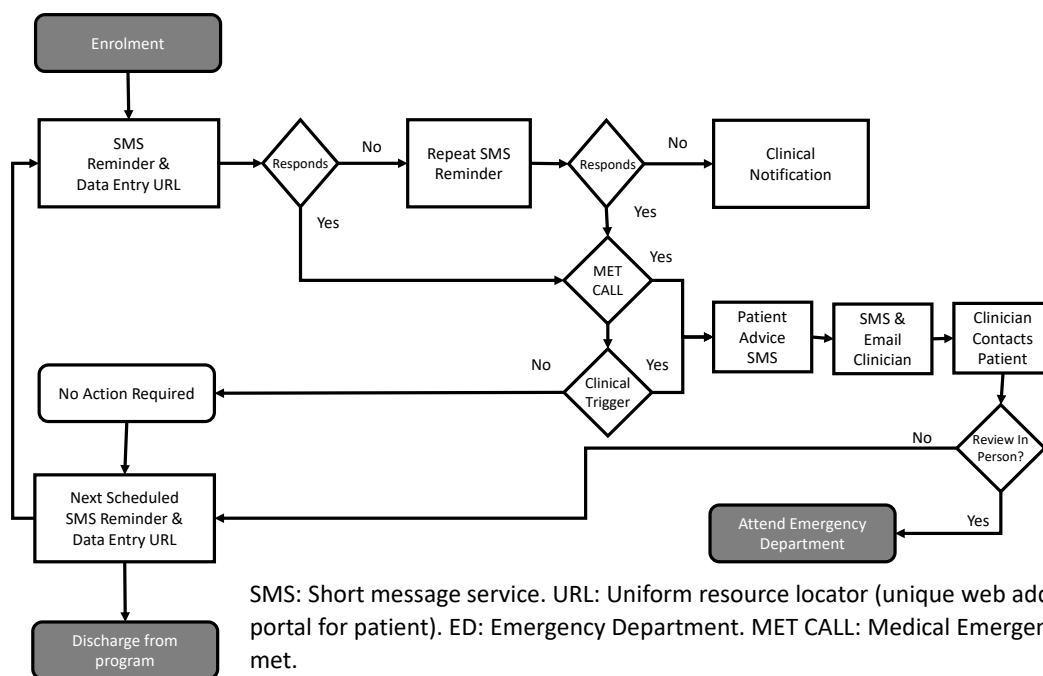 Enrolment
SMS
Reminder &
Data Entry URL
Responds
No
Repeat SMS
Reminder
Responds
No
Clinical
Notification
Yes
Yes
MET
CALL
Yes
Patient
Advice
SMS
SMS &
Email
Clinician
Clinician
Contacts
Patient
No
Clinical
Trigger
Yes
No Action Required
No
Review In
Person?
Next Scheduled
SMS Reminder &
Data Entry URL
Attend Emergency
Department
Yes
SMS: Short message service. URL: Uniform resource locator (unique web
portal for patient). ED: Emergency Department. MET CALL: Medical
met.
Discharge from
program